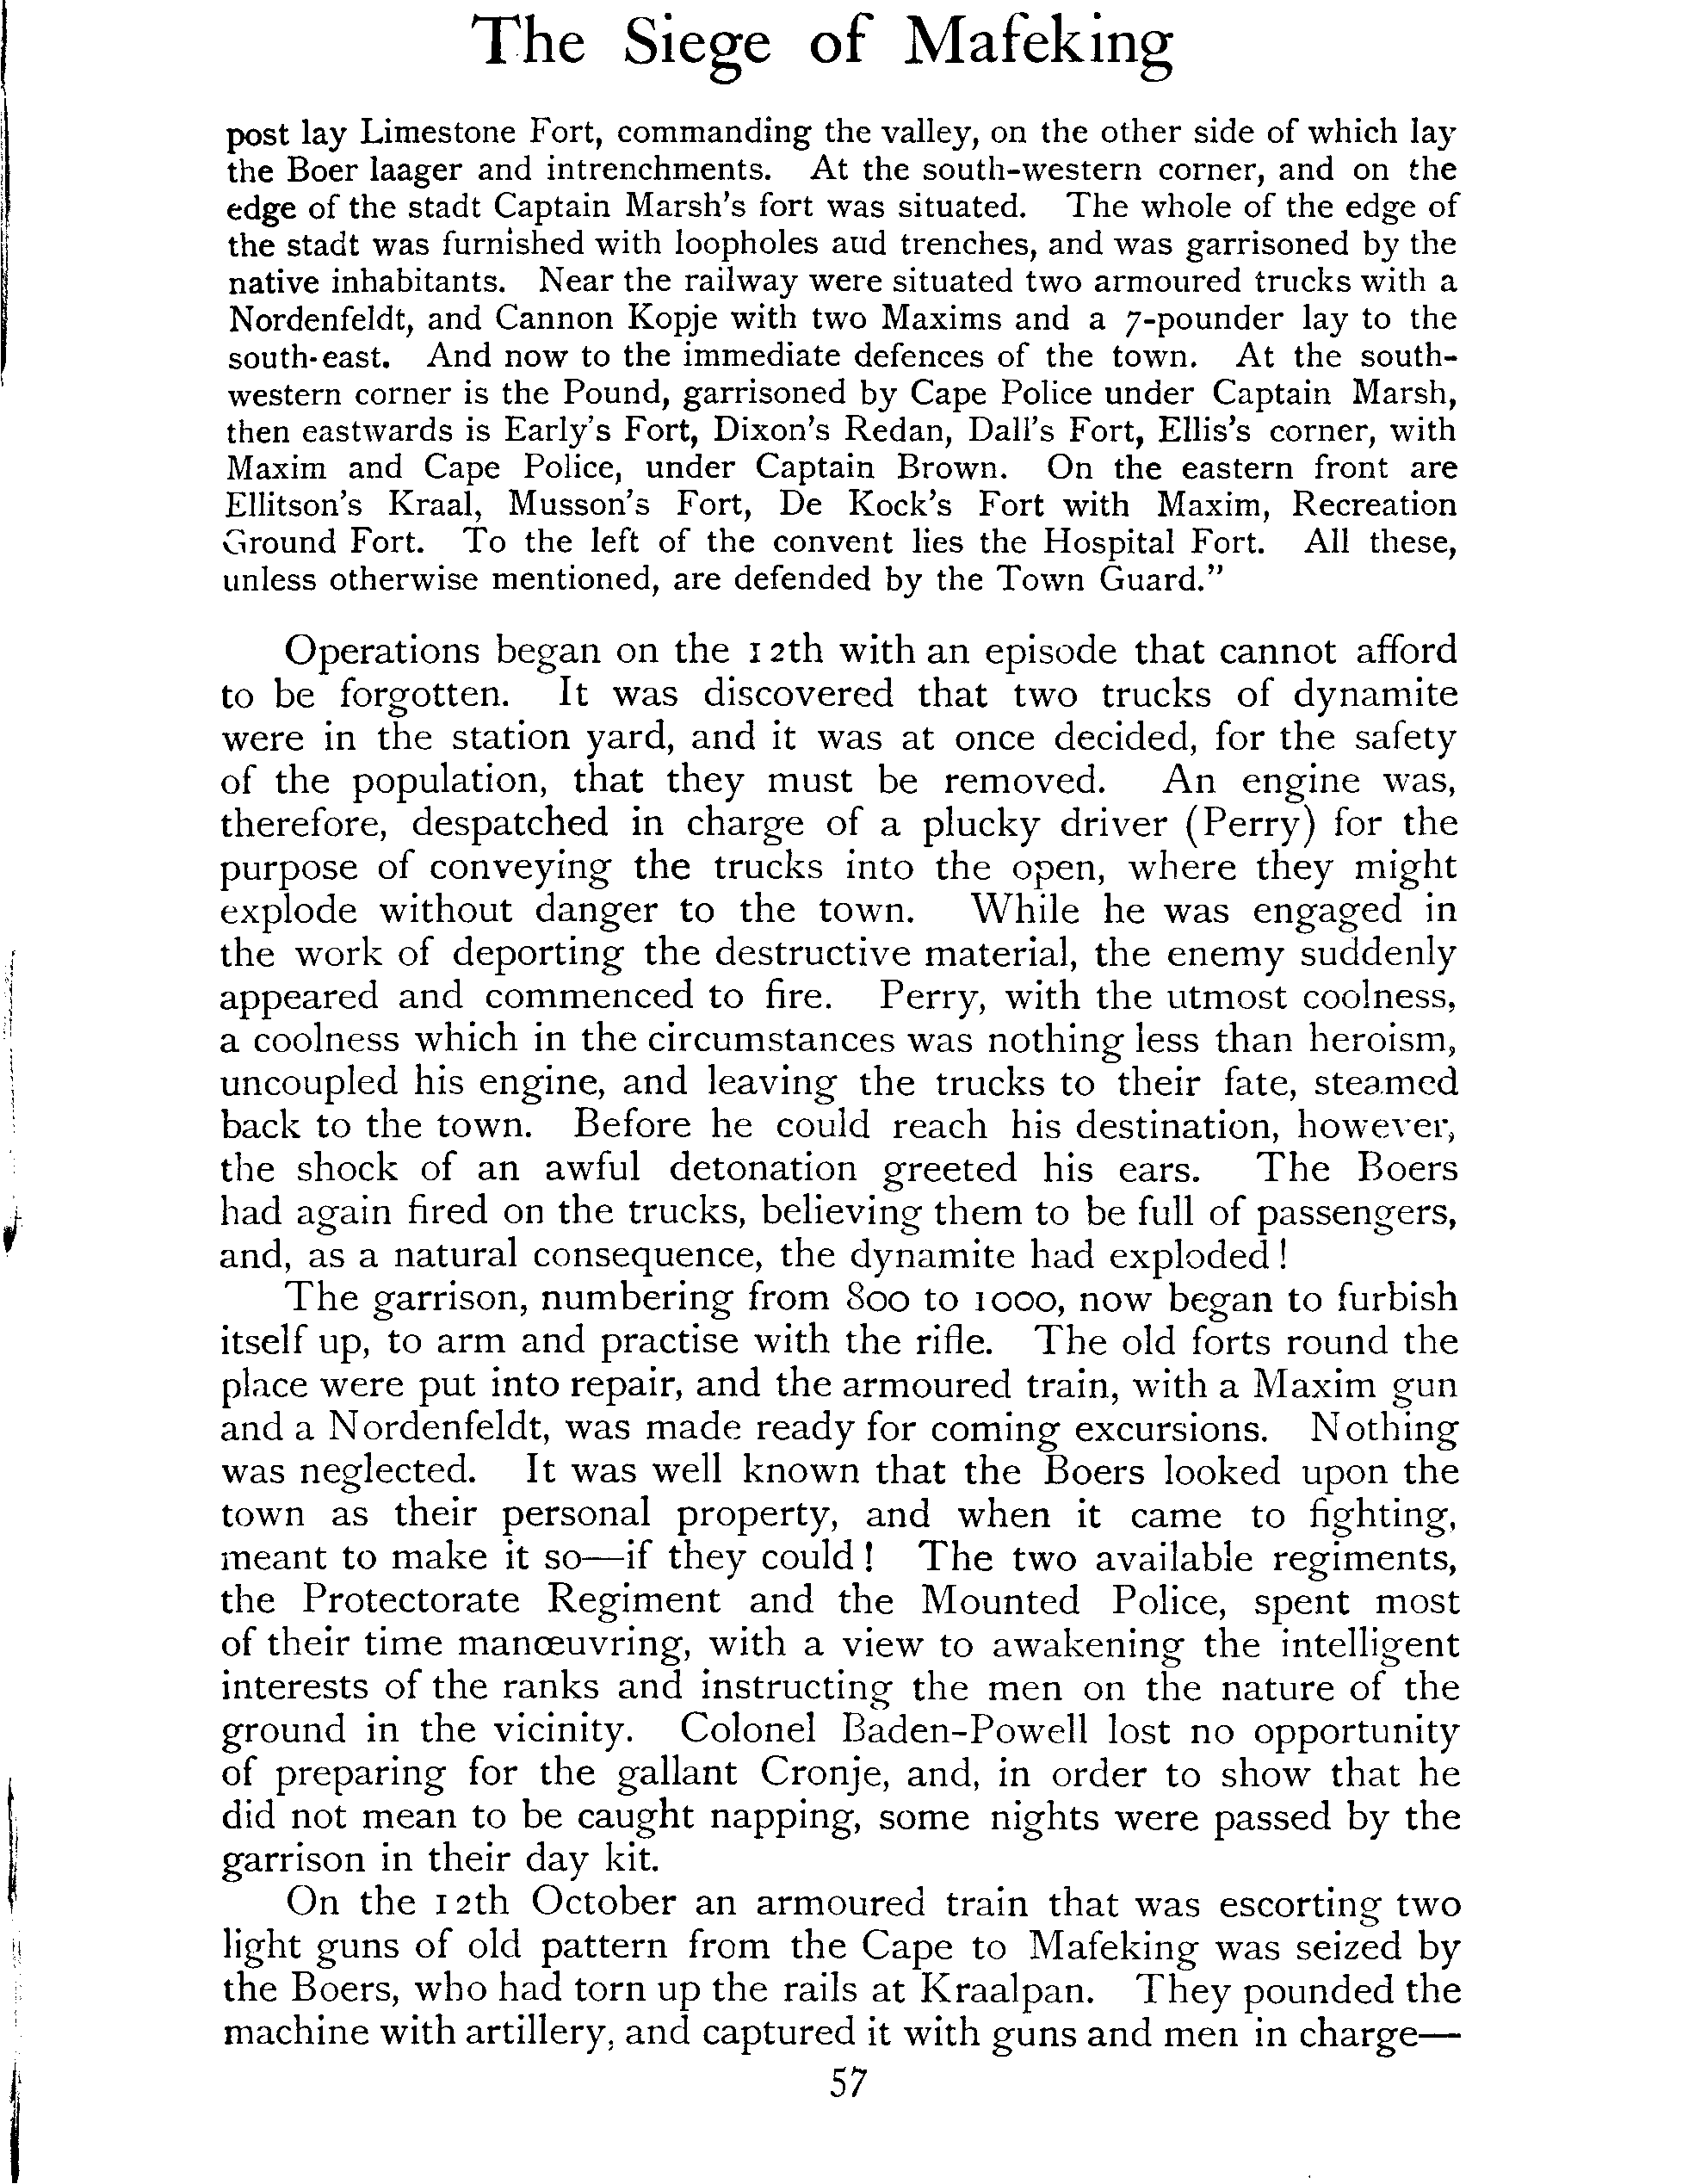 The Siege of Mafeking
post lay Limestone Fort, commanding the valley, on the other side of which lay
the Boer laager and intrenchments. At the south-western corner, and on the
edge of the stadt Captain Marsh's fort was situated. The whole of the edge of
the stadt was furnished with loopholes aud trenches, and was garrisoned by the
native inhabitants. Near the railway were situated two armoured trucks with a
Nordenfeldt, and Cannon Kopje with two Maxims and a 7-pounder lay to the
south-east. And now to the immediate defences of the town. At the south-
western corner is the Pound, garrisoned by Cape Police under Captain Marsh,
then eastwards is Early's Fort, Dixon's Redan, Dall's Fort, Ellis's corner, with
Maxim and Cape Police, under Captain Brown. On the eastern front are
Ellitson's Kraal, Musson's Fort, De Kock's Fort with Maxim, Recreation
Ground Fort. To the left of the convent lies the Hospital Fort. All these,
unless otherwise mentioned, are defended by the Town Guard."
Operations began on the 12th with an episode that cannot afford
to be forgotten. It was discovered that two trucks of dynamite
were in the station yard, and it was at once decided, for the safety
of the population, that they must be removed. An engine was,
therefore, despatched in charge of a plucky driver (Perry) for the
purpose of conveying the trucks into the open, where they might
explode without danger to the town. While he was engaged in
the work of deporting the destructive material, the enemy suddenly
appeared and commenced to fire. Perry, with the utmost coolness,
a coolness which in the circumstances was nothing less than heroism,
uncoupled his engine, and leaving the trucks to their fate, steamed
back to the town. Before he could reach his destination, however,
the shock of an awful detonation greeted his ears. The Boers
had again fired on the trucks, believing them to be full of passengers,
and, as a natural consequence, the dynamite had exploded!
The garrison, numbering from 800 to 1000, now began to furbish
itself up, to arm and practise with the rifle. The old forts round the
place were put into repair, and the armoured train, with a Maxim gun
and a Nordenfeldt, was made ready for coming excursions. Nothing
was neglected. It was well known that the Boers looked upon the
town as their personal property, and when it came to fighting,
meant to make it so—if they could! The two available regiments,
the Protectorate Regiment and the Mounted Police, spent most
of their time manœuvring, with a view to awakening the intelligent
interests of the ranks and instructing the men on the nature of the
ground in the vicinity. Colonel Baden-Powell lost no opportunity
of preparing for the gallant Cronje, and, in order to show that he
did not mean to be caught napping, some nights were passed by the
garrison in their day kit.
On the 12th October an armoured train that was escorting two
light guns of old pattern from the Cape to Mafeking was seized by
the Boers, who had torn up the rails at Kraalpan. They pounded the
machine with artillery, and captured it with guns and men in charge—
57